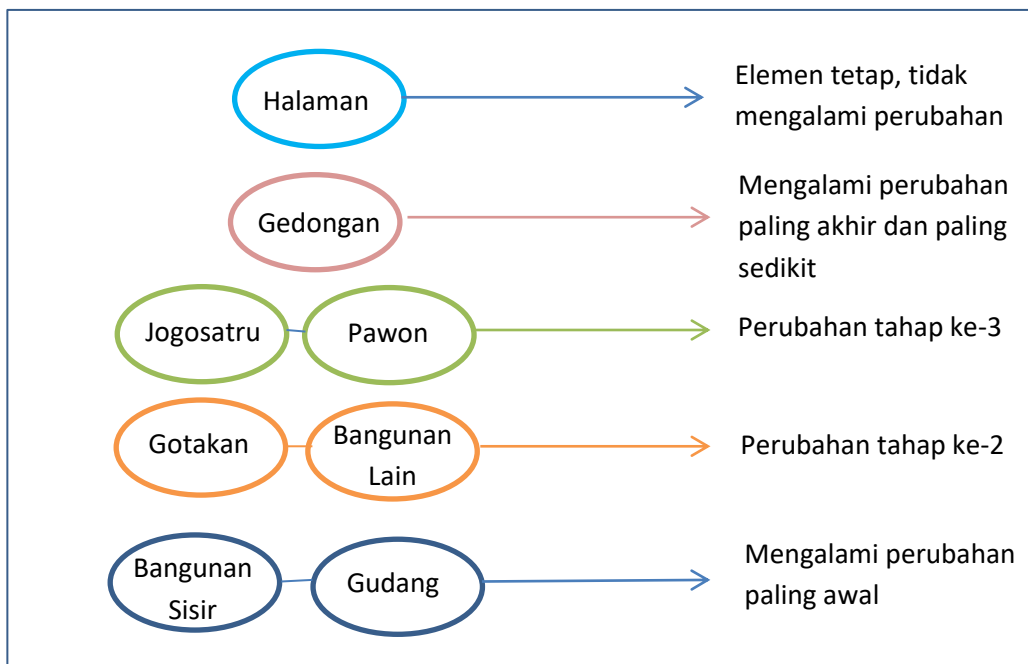 Halaman
Elemen tetap, tidak
mengalami perubahan
Gedongan
Mengalami perubahan
paling akhir dan paling
sedikit
Jogosatru
Pawon
Perubahan tahap ke-3
Gotakan
Bangunan
Lain
Perubahan tahap ke-2
Bangunan
Sisir
Gudang
Mengalami perubahan
paling awal